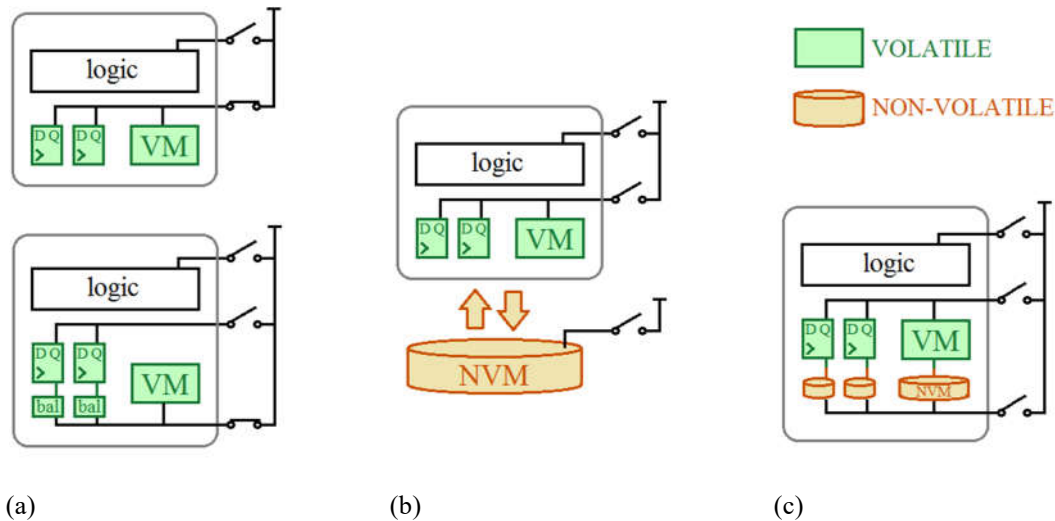 logic
D Q D Q VM
logic
D Q D Q VM
bal bal
(a)
logic
D Q D Q VM
NVM
(b)
VOLATILE
NON-VOLATILE
logic
D Q D Q VM
NVM
(c)